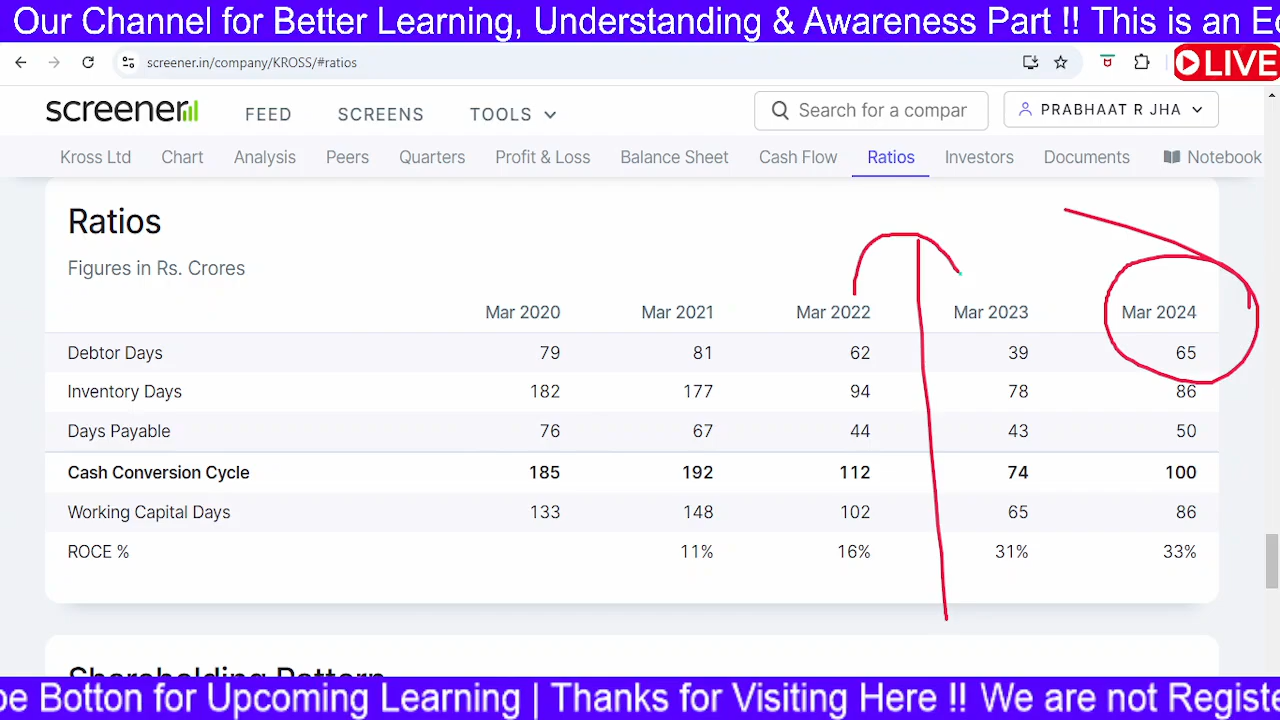 Our Channel for Better Learning, Understanding & Awareness Part !! This is an Ed
screener.in/company/KROSS/#ratios
LIVE
screener
FEED SCREENS TOOLS
Search for a compar
PRABHAAT R JHA
Kross Ltd Chart Analysis Peers Quarters Profit & Loss Balance Sheet Cash Flow Ratios Investors Documents Notebook
Ratios
Figures in Rs. Crores
Mar 2020 Mar 2021 Mar 2022 Mar 2023 Mar 2024
Debtor Days 79 81 62 39 65
Inventory Days 182 177 94 78 86
Days Payable 76 67 44 43 50
Cash Conversion Cycle 185 192 112 74 100
Working Capital Days 133 148 102 65 86
ROCE % 11% 16% 31% 33%
Shareholding Pattern
be Botton for Upcoming Learning | Thanks for Visiting Here !! We are not Registe